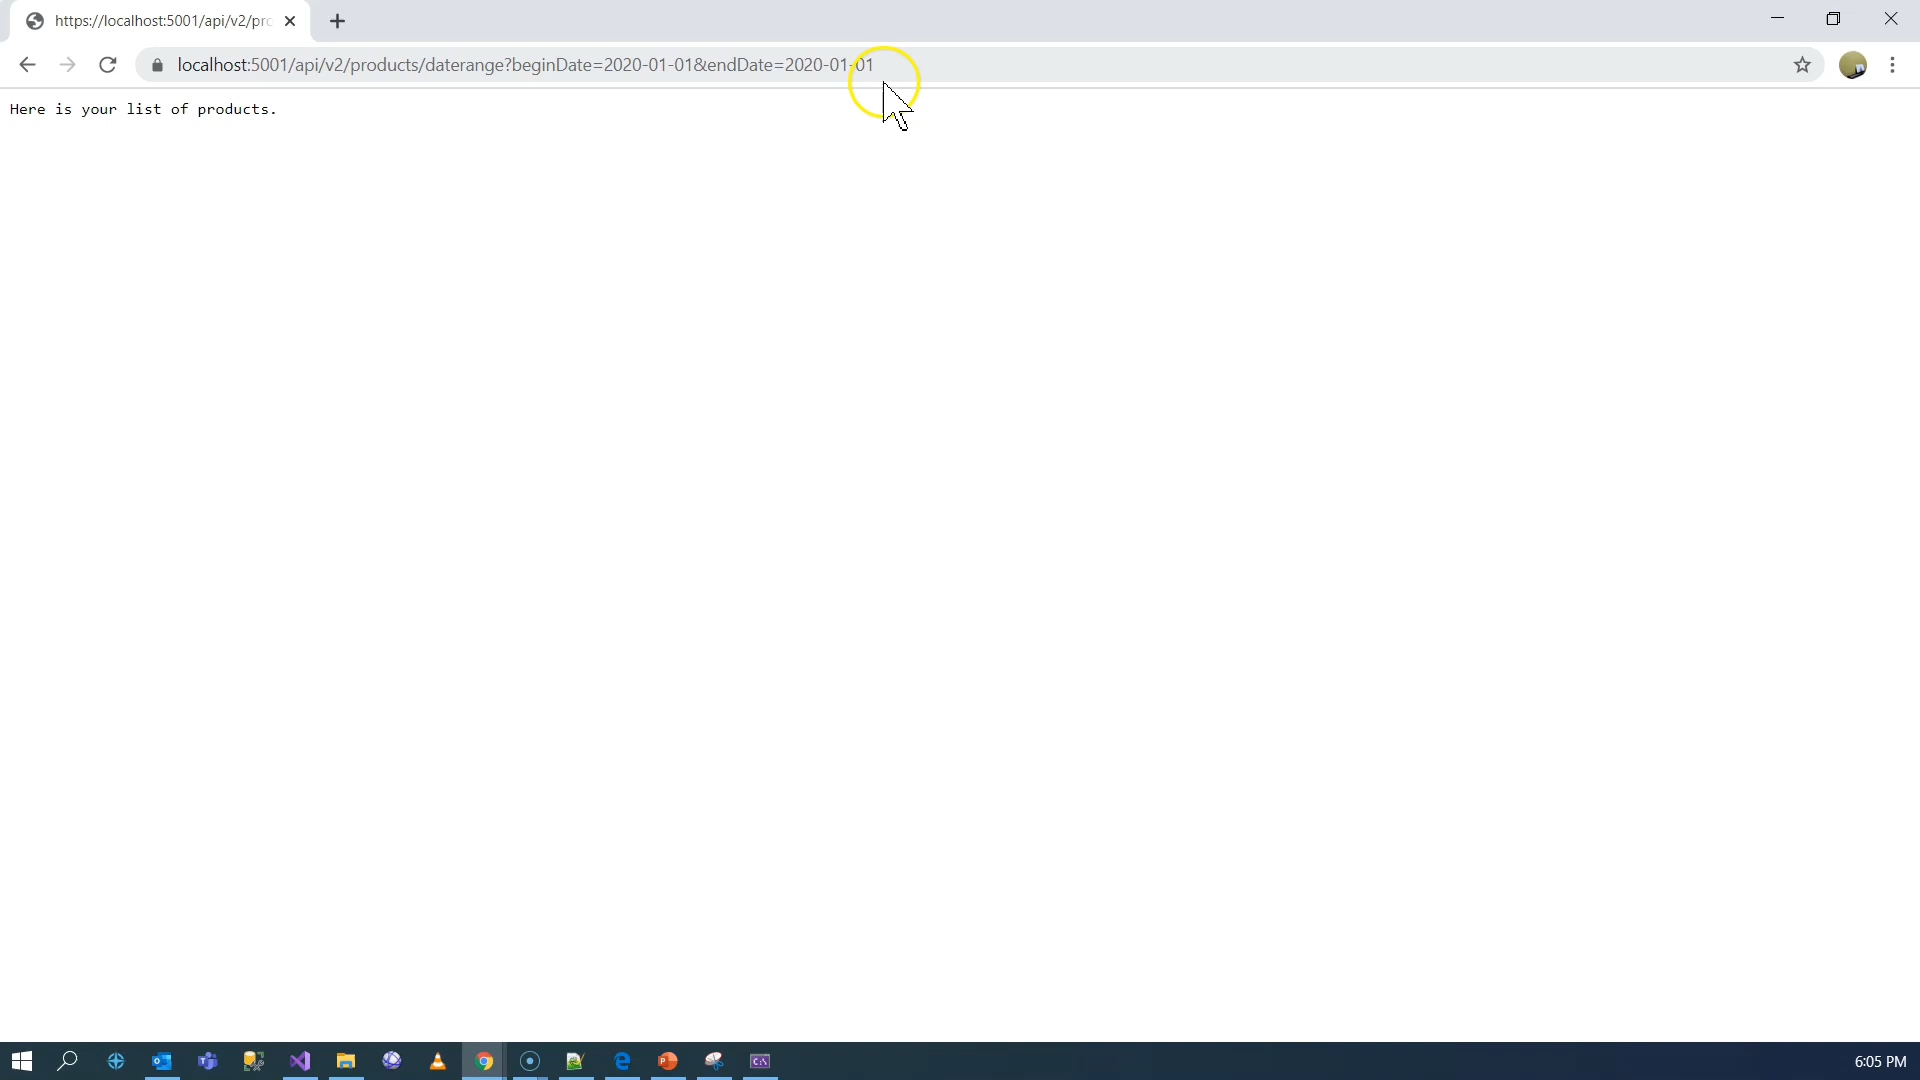 https://localhost:5001/api/v2/pro
localhost:5001/api/v2/products/daterange?beginDate=2020-01-01&endDate=2020-01-01
Here is your list of products.
6:05 PM